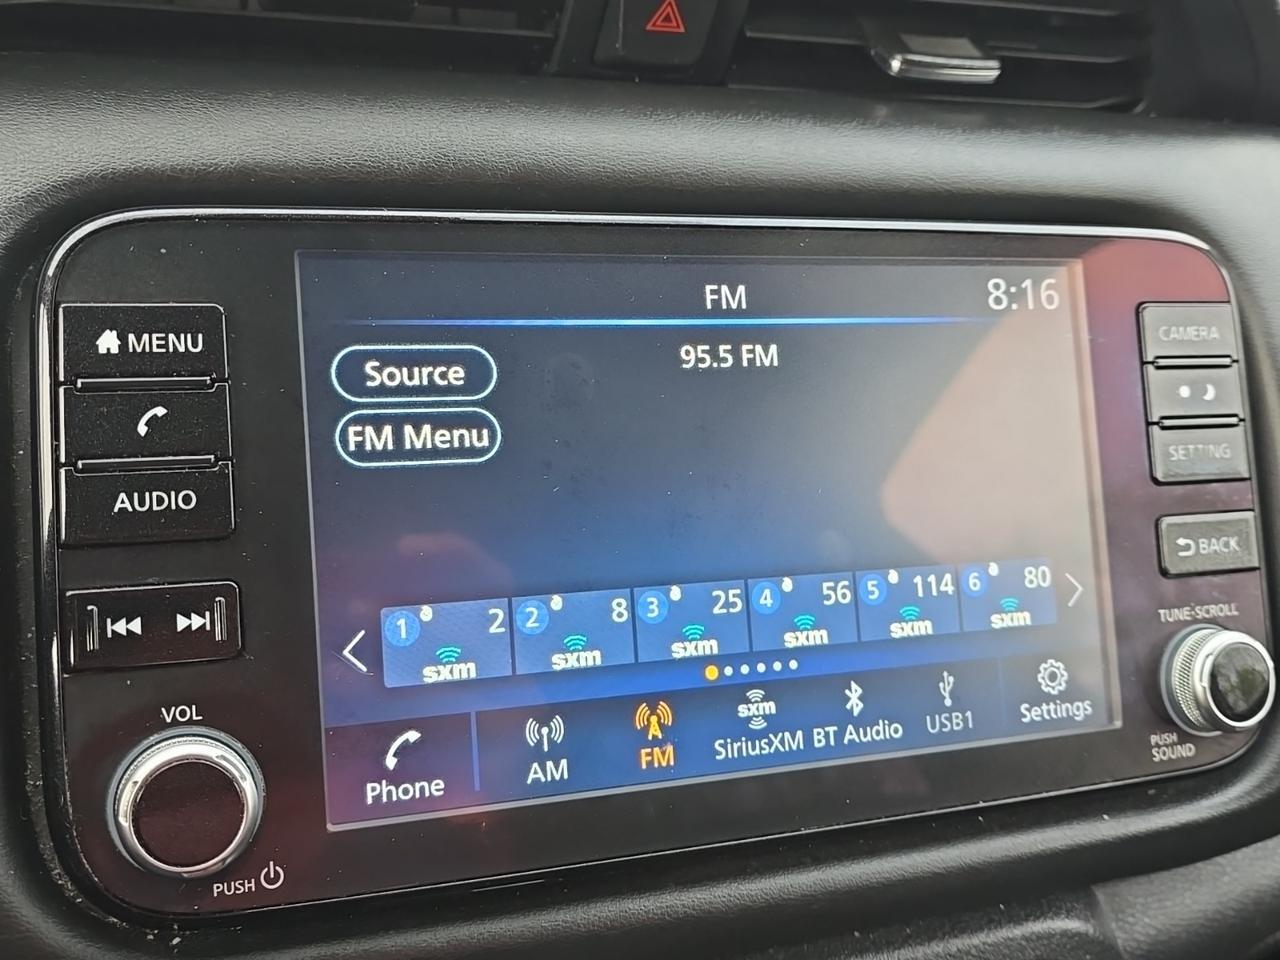 FM
8:16
95.5 FM
Source
FM Menu
1 2 sxm
2 8 sxm
3 25 sxm
4 56 sxm
5 114 sxm
6 80 sxm
Phone
AM
FM
sxm
SiriusXM
BT Audio
USB1
Settings
MENU
AUDIO
VOL
PUSH
CAMERA
SETTING
BACK
TUNE·SCROLL
PUSH
SOUND